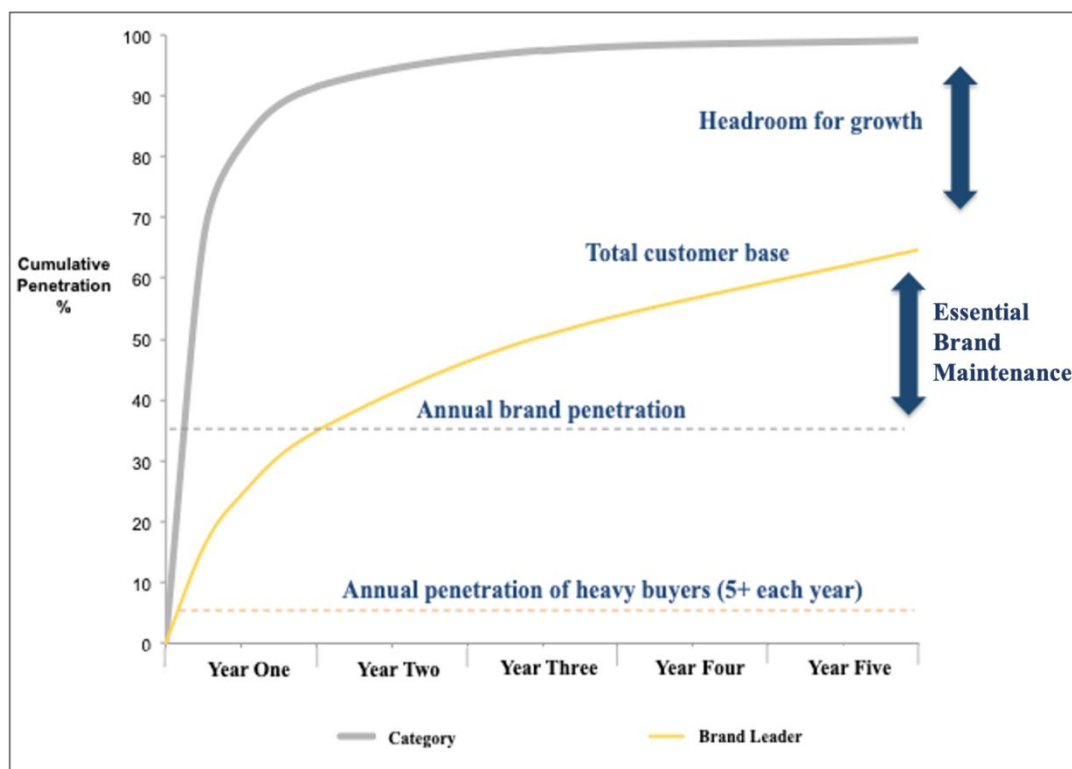 100
90
80
70
60
50
40
30
20
10
0
Cumulative
Penetration
%
Headroom for growth
Total customer base
Essential
Brand
Maintenance
Annual brand penetration
Annual penetration of heavy buyers (5+ each year)
Year One
Year Two
Year Three
Year Four
Year Five
Category
Brand Leader